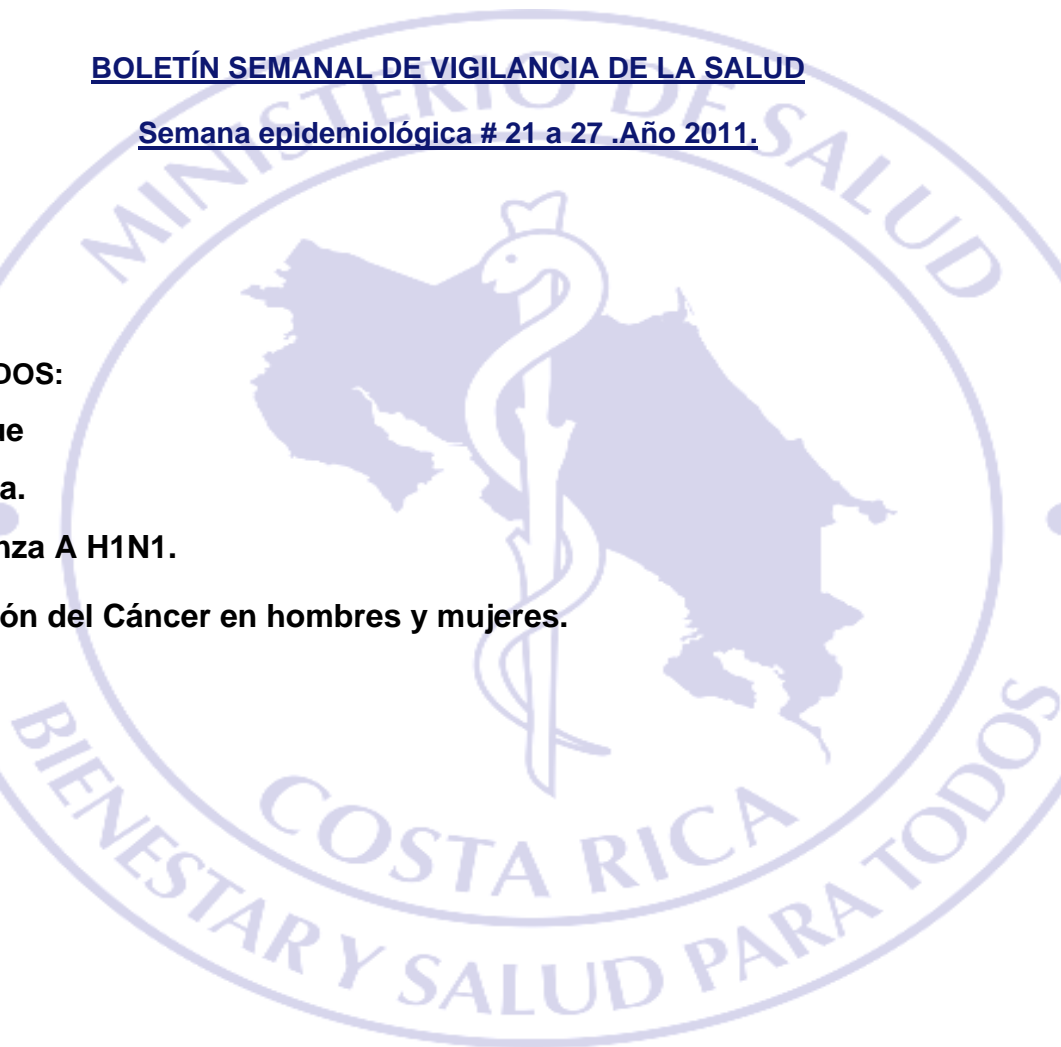 BOLETÍN SEMANAL DE VIGILANCIA DE LA SALUD
Semana epidemiológica # 21 a 27 .Año 2011.
MINISTERIO DE SALUD
DOS:
ue
a.
nza A H1N1.
ón del Cáncer en hombres y mujeres.
COSTA RICA
BIENESTAR Y SALUD PARA TODOS